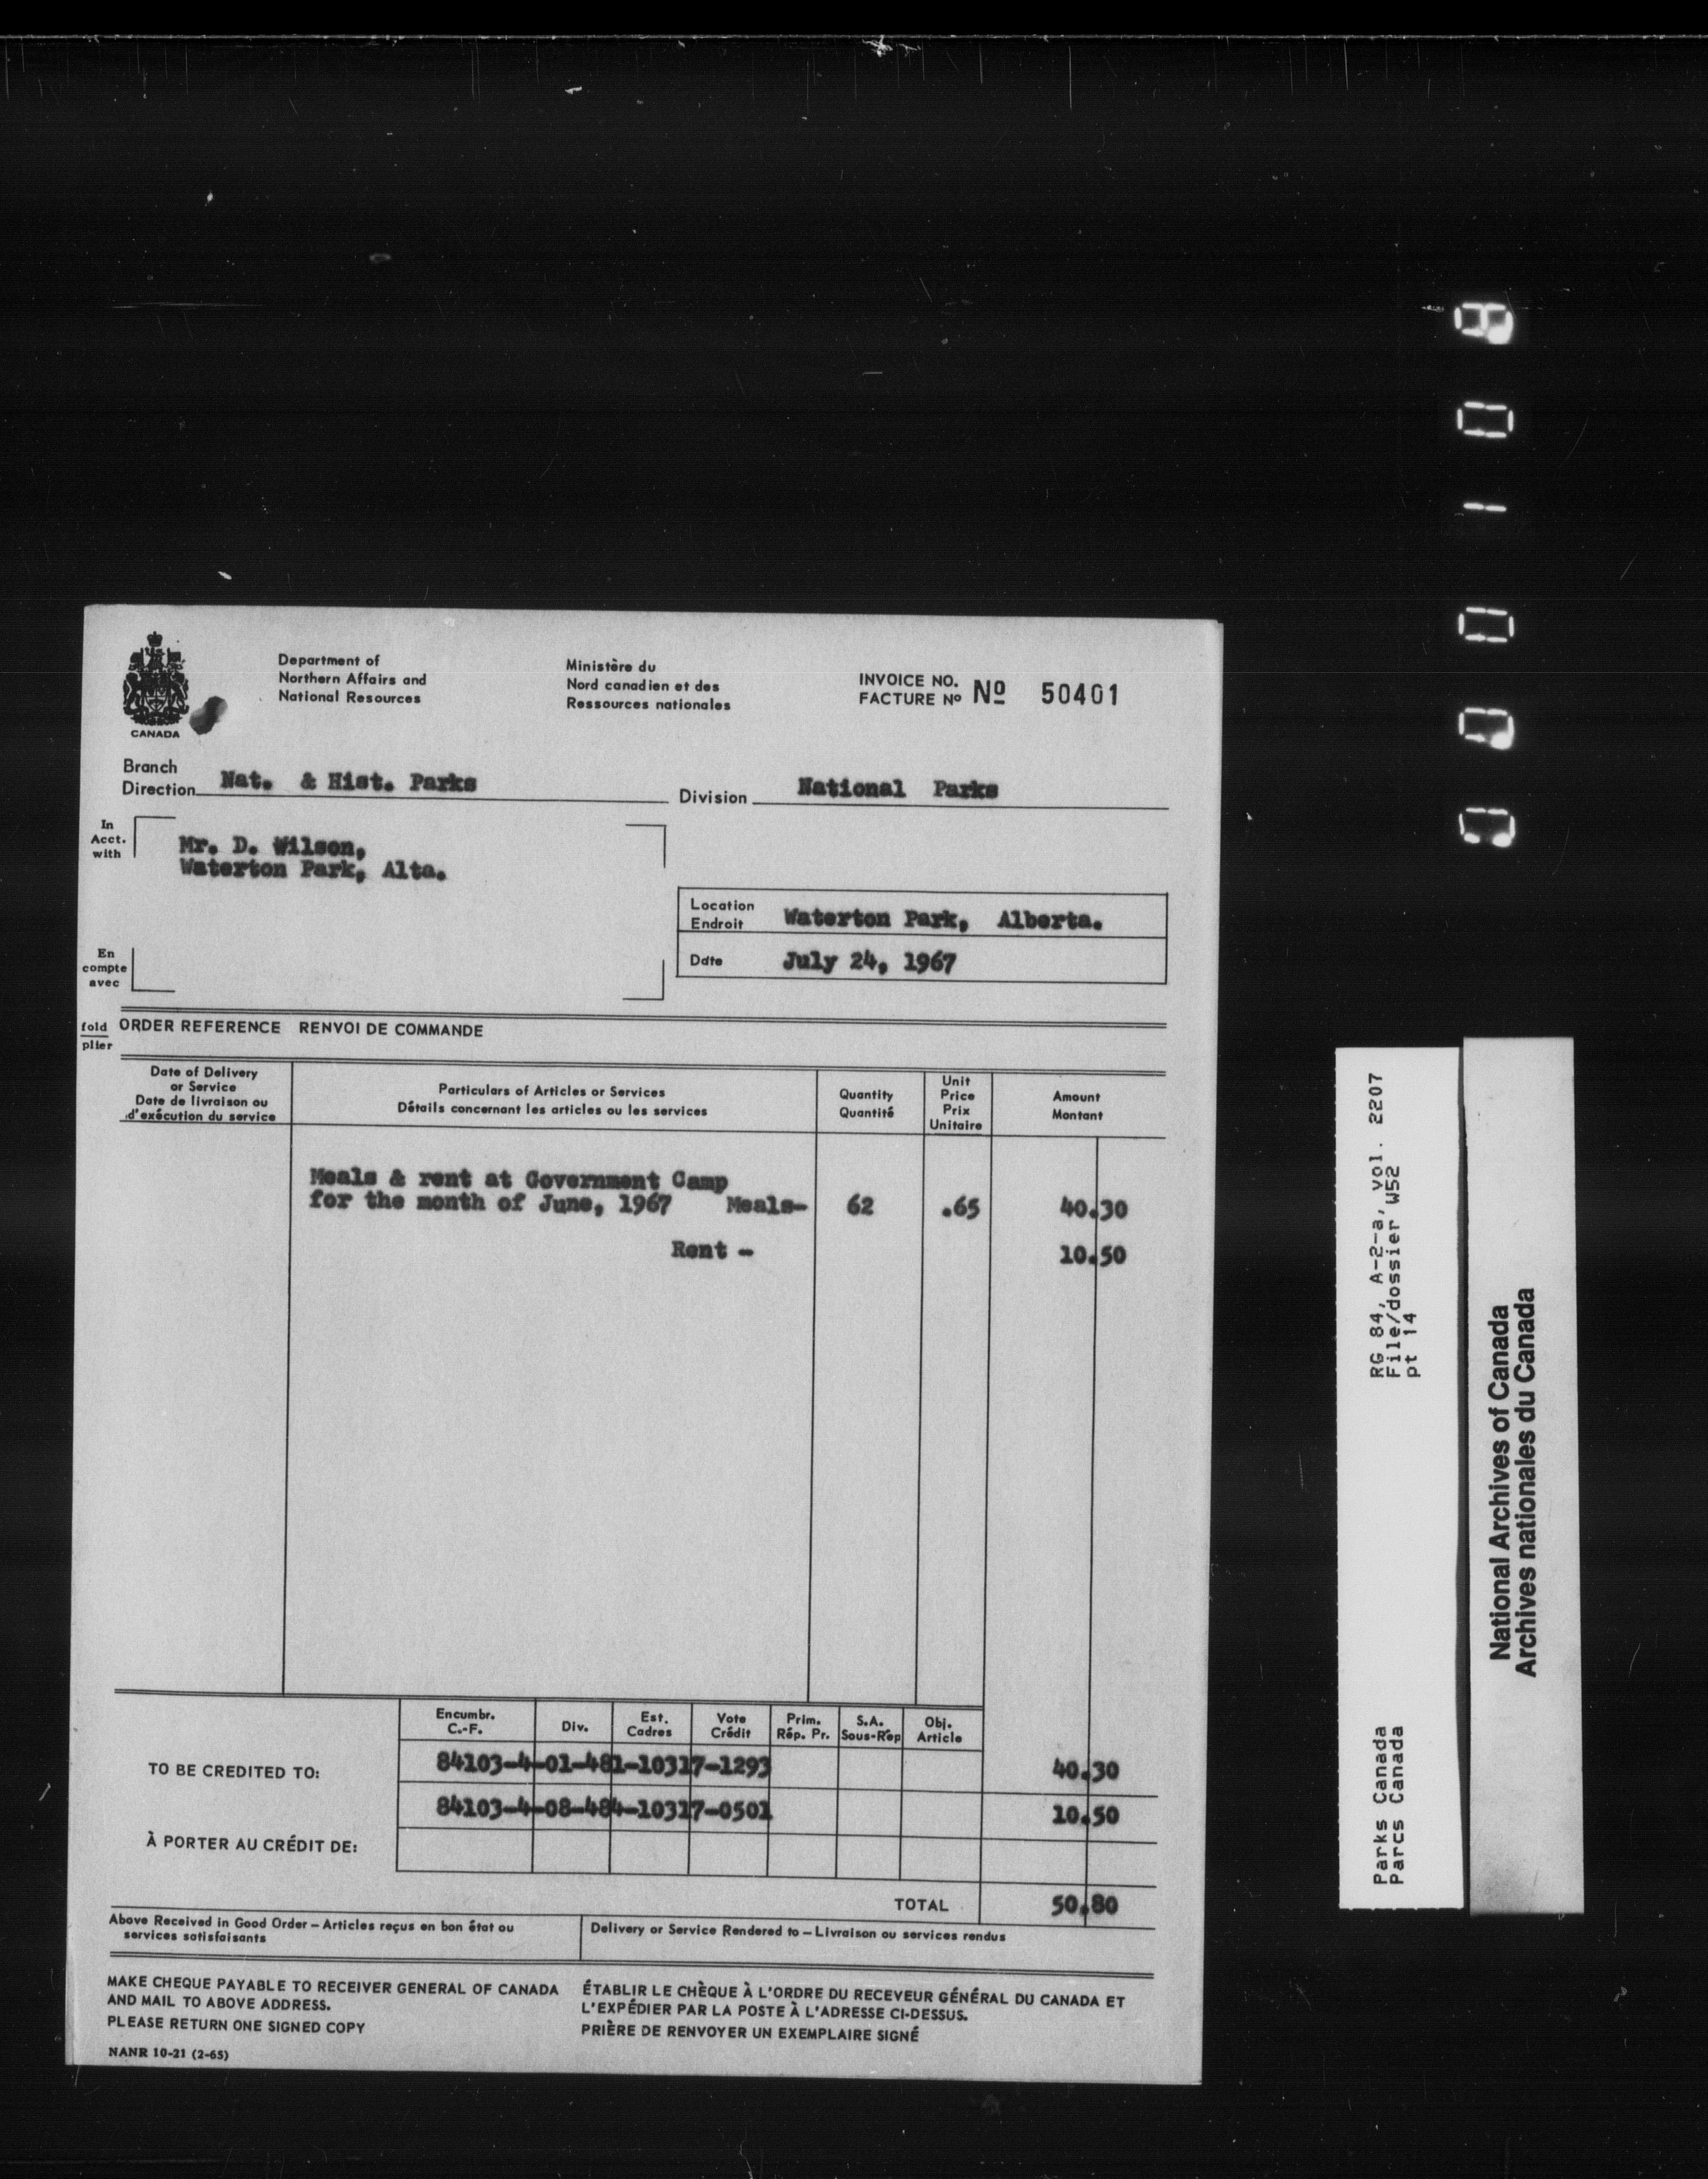 Department of
Northern Affairs and
National Resources
Ministère du
Nord canadien et des
Ressources nationales
INVOICE NO.
FACTURE Nº Nº 50401
CANADA
Branch
Direction Nat. & Hist. Parks
Division National Parks
In
Acct.
with
Mr. D. Wilson,
Waterton Park, Alta.
En
compte
avec
Location
Endroit Waterton Park, Alberta.
Date July 24, 1967
fold
plier
ORDER REFERENCE RENVOI DE COMMANDE
Date of Delivery
or Service
Date de livraison ou
d'exécution du service
Particulars of Articles or Services
Détails concernant les articles ou les services
Quantity
Quantité
Unit
Price
Prix
Unitaire
Amount
Montant
Meals & rent at Government Camp
for the month of June, 1967 Meals- 62 .65 40.30
Rent - 10.50
Encumbr.
C.-F.
Div.
Est.
Cadres
Vote
Crédit
Prim.
Rép. Pr.
S.A.
Sous-Rép
Obj.
Article
TO BE CREDITED TO: 84103-4-01-481-10317-1293 40.30
84103-4-08-484-10317-0501 10.50
À PORTER AU CRÉDIT DE:
TOTAL 50.80
Above Received in Good Order – Articles reçus en bon état ou
services satisfaisants
Delivery or Service Rendered to – Livraison ou services rendus
MAKE CHEQUE PAYABLE TO RECEIVER GENERAL OF CANADA
AND MAIL TO ABOVE ADDRESS.
PLEASE RETURN ONE SIGNED COPY
ÉTABLIR LE CHÈQUE À L'ORDRE DU RECEVEUR GÉNÉRAL DU CANADA ET
L'EXPÉDIER PAR LA POSTE À L'ADRESSE CI-DESSUS.
PRIÈRE DE RENVOYER UN EXEMPLAIRE SIGNÉ
NANR 10-21 (2-65)
RG 84, A-2-a, vol. 2207
File/dossier W52
pt 14
Parks Canada
Parcs Canada
National Archives of Canada
Archives nationales du Canada